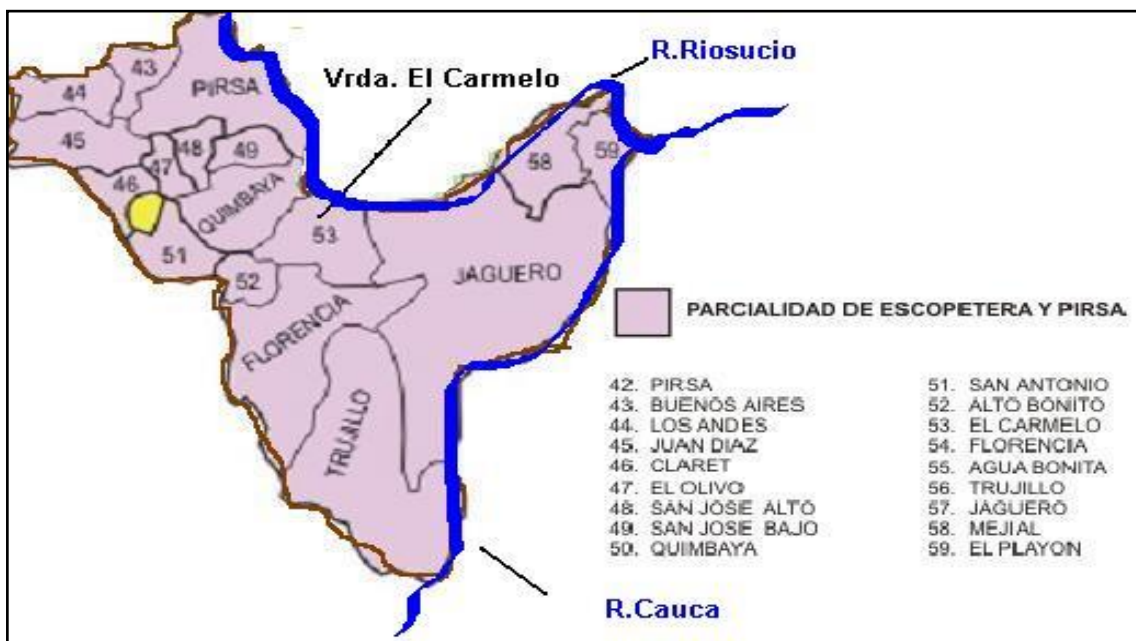 R.Riosucio
Vrda. El Carmelo
43
44
PIRSA
45
48
49
47
46
58
59
QUIMBAYA
53
51
52
JAGUERO
FLORENCIA
TRUJILLO
PARCIALIDAD DE ESCOPETERA Y PIRSA.
42. PIRSA
43. BUENOS AIRES
44. LOS ANDES
45. JUAN DIAZ
46. CLARET
47. EL OLIVO
48. SAN JOSE ALTO
49. SAN JOSE BAJO
50. QUIMBAYA
51. SAN ANTONIO
52. ALTO BONITO
53. EL CARMELO
54. FLORENCIA
55. AGUA BONITA
56. TRUJILLO
57. JAGUERO
58. MEJIAL
59. EL PLAYON
R.Cauca